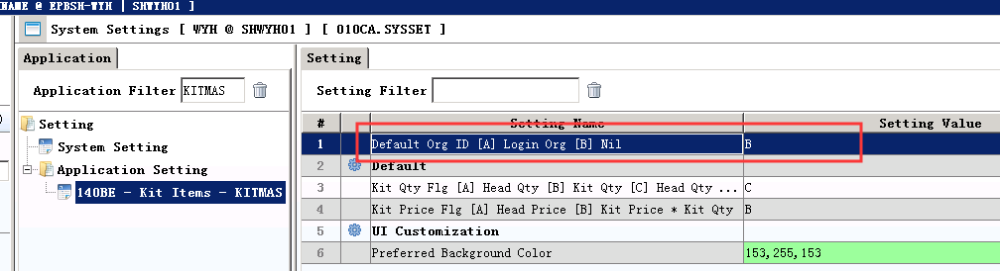 NAME @ EPBSH-WYH | SHWYH01 ]
System Settings [ WYH @ SHWYH01 ] [ 010CA.SYSSET ]
Application
Application Filter KITMAS
Setting
System Setting
Application Setting
140BE - Kit Items - KITMAS
Setting
Setting Filter
# Setting Name Setting Value
1 Default Org ID [A] Login Org [B] Nil B
2 Default
3 Kit Qty Flg [A] Head Qty [B] Kit Qty [C] Head Qty ... C
4 Kit Price Flg [A] Head Price [B] Kit Price * Kit Qty B
5 UI Customization
6 Preferred Background Color 153,255,153